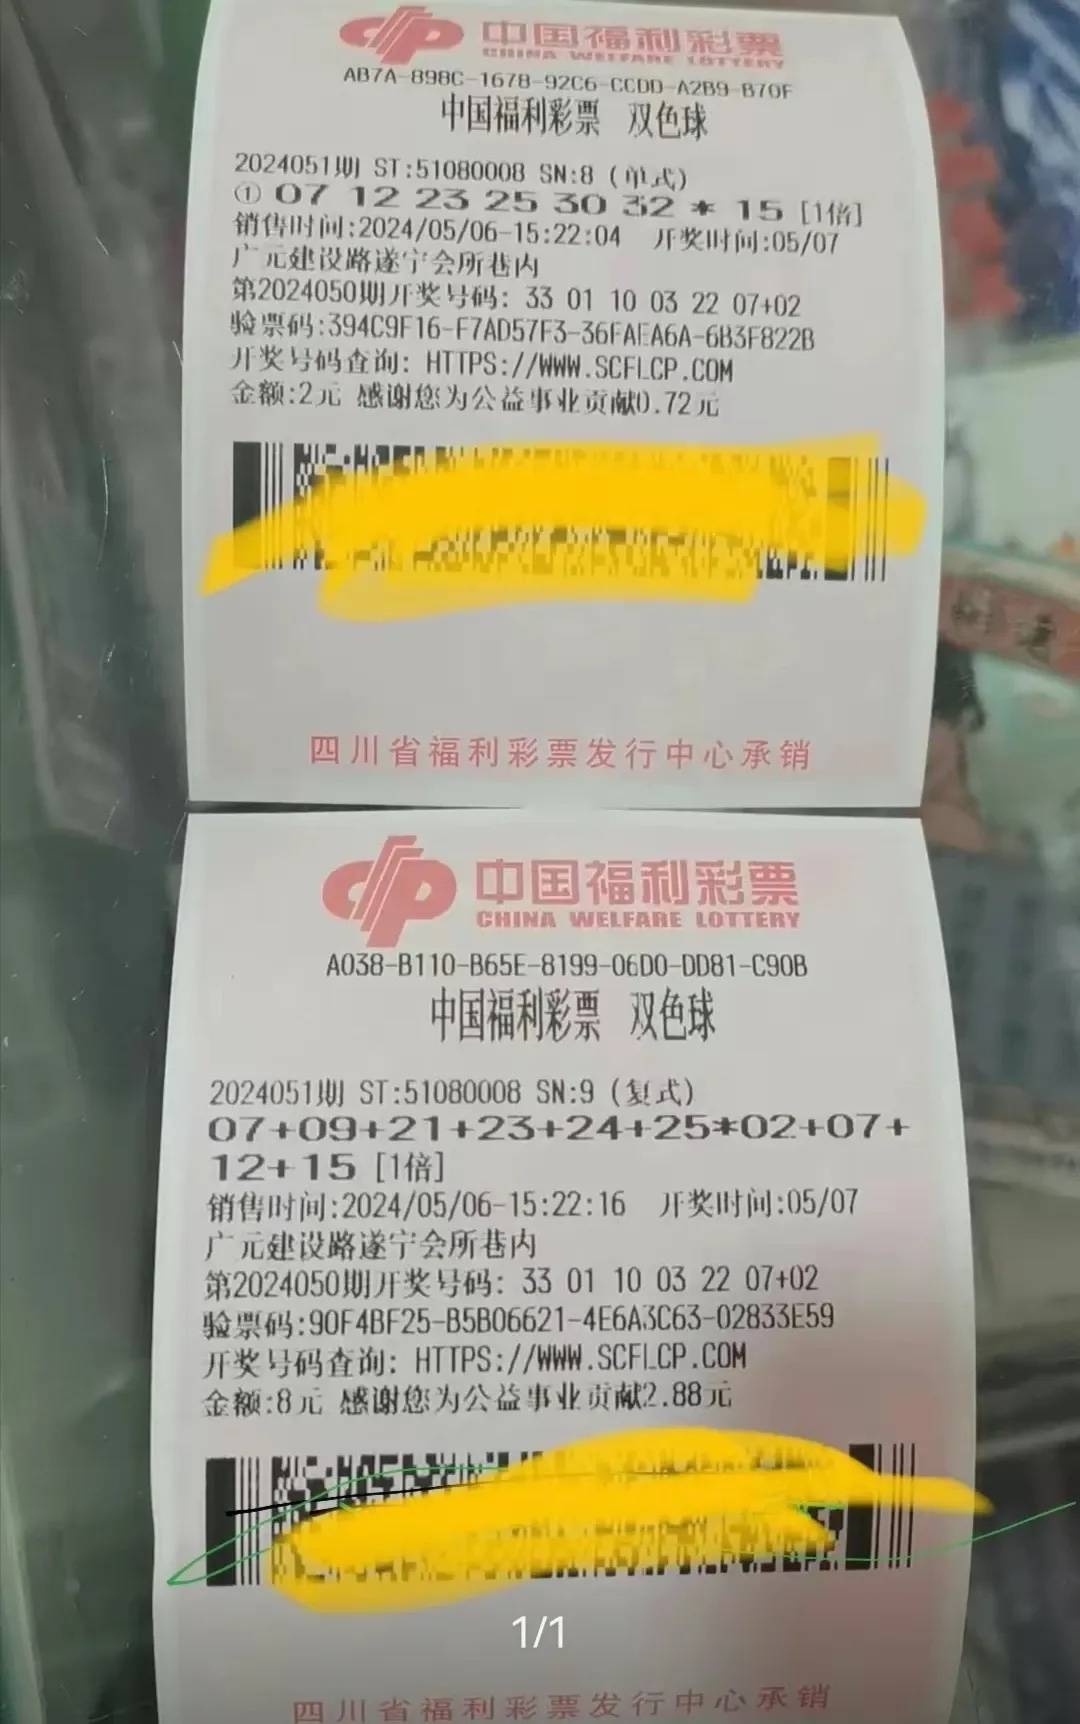 中国福利彩票
CHINA WELFARE LOTTERY
AB7A-898C-1678-92C6-CCDD-A2B9-B70F
中国福利彩票 双色球
2024051期 ST:51080008 SN:8 (单式)
① 07 12 23 25 30 32 * 15 [1倍]
销售时间:2024/05/06-15:22:04 开奖时间:05/07
广元建设路遂宁会所巷内
第2024050期开奖号码: 33 01 10 03 22 07+02
验票码:394C9F16-F7AD57F3-36FAEA6A-6B3F822B
开奖号码查询: HTTPS://WWW.SCFLCP.COM
金额:2元 感谢您为公益事业贡献0.72元
四川省福利彩票发行中心承销
中国福利彩票
CHINA WELFARE LOTTERY
A038-B110-B65E-8199-06D0-DD81-C90B
中国福利彩票 双色球
2024051期 ST:51080008 SN:9 (复式)
07+09+21+23+24+25*02+07+
12+15 [1倍]
销售时间:2024/05/06-15:22:16 开奖时间:05/07
广元建设路遂宁会所巷内
第2024050期开奖号码: 33 01 10 03 22 07+02
验票码:90F4BF25-B5B06621-4E6A3C63-02833E59
开奖号码查询: HTTPS://WWW.SCFLCP.COM
金额:8元 感谢您为公益事业贡献2.88元
1/1
四川省福利彩票发行中心承销